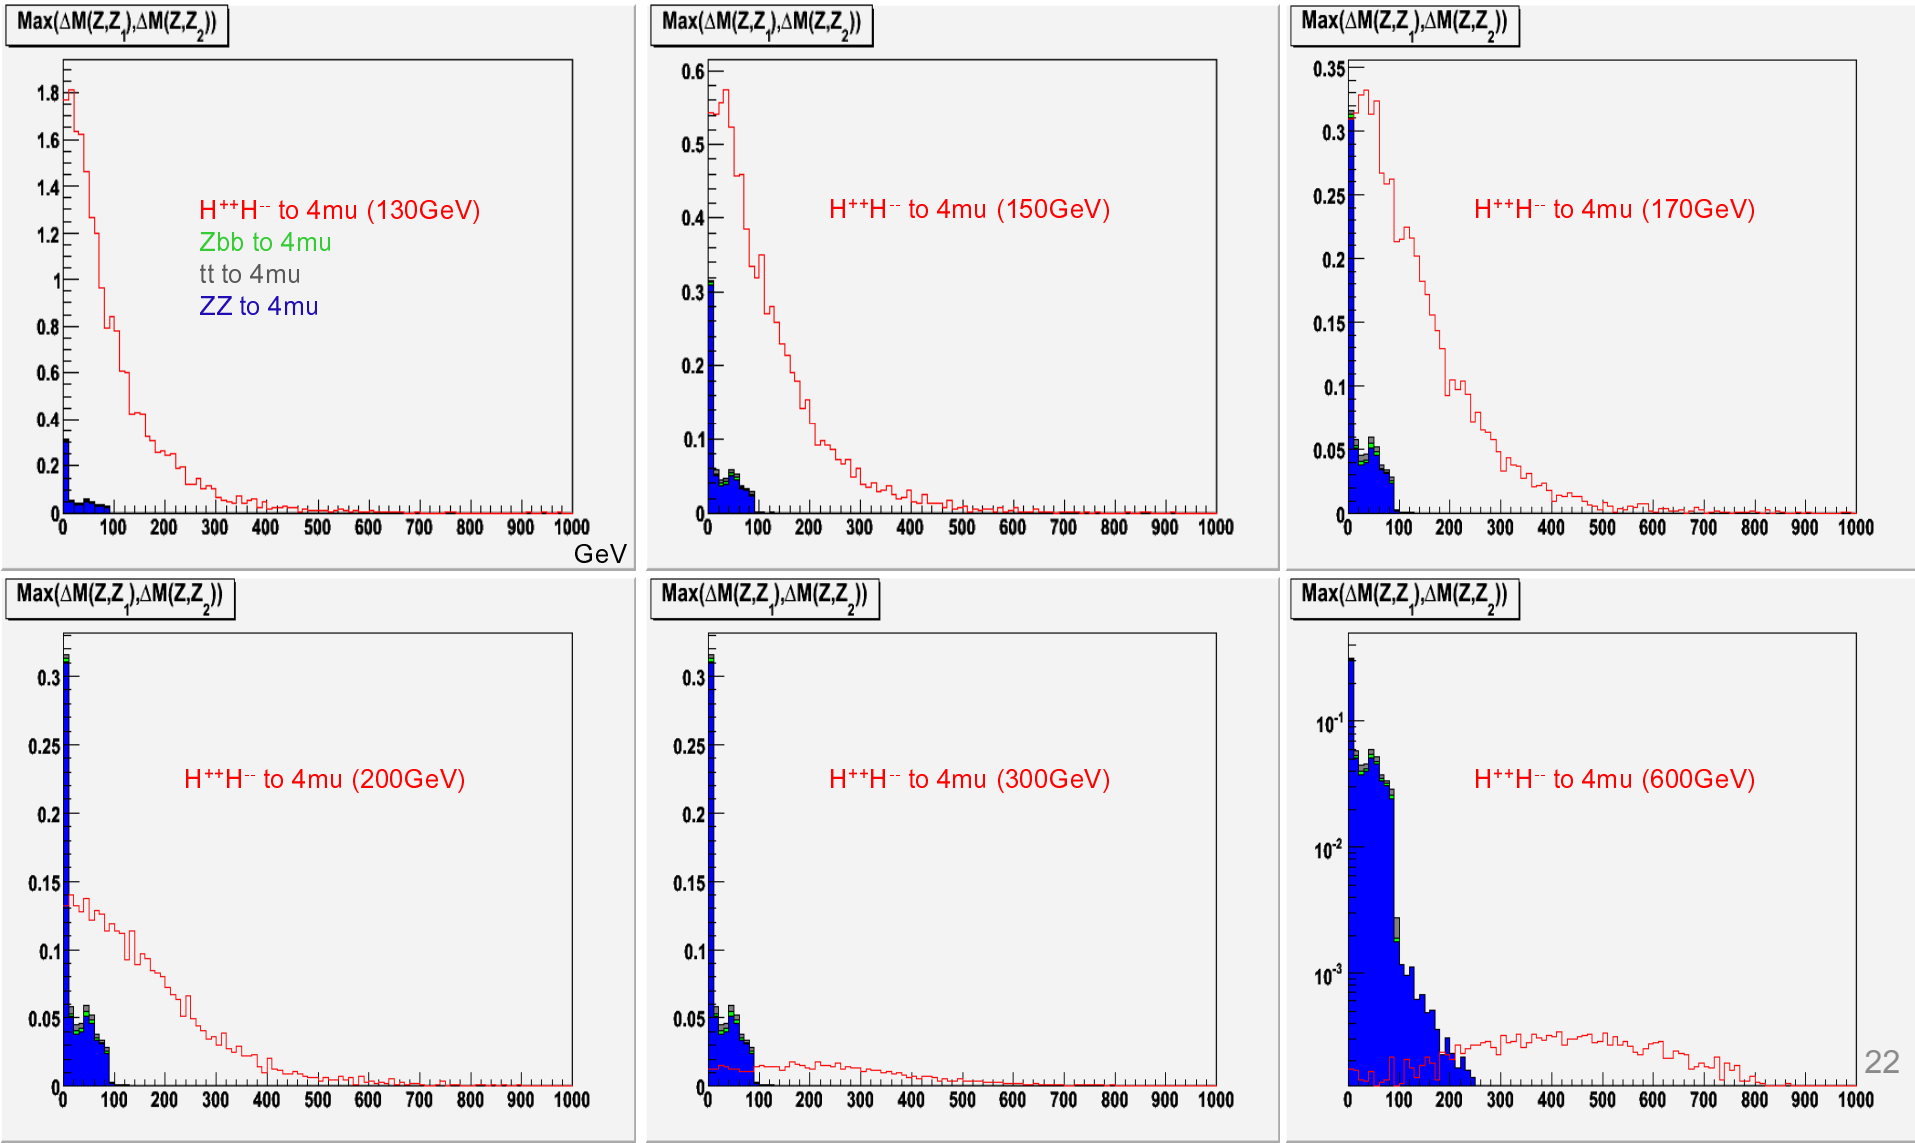 Max(ΔM(Z,Z1),ΔM(Z,Z2))
1.8
1.6
1.4
1.2
1
0.8
0.6
0.4
0.2
0
0 100 200 300 400 500 600 700 800 900 1000
GeV
H++H-- to 4mu (130GeV)
Zbb to 4mu
tt to 4mu
ZZ to 4mu
Max(ΔM(Z,Z1),ΔM(Z,Z2))
0.6
0.5
0.4
0.3
0.2
0.1
0
0 100 200 300 400 500 600 700 800 900 1000
H++H-- to 4mu (150GeV)
Max(ΔM(Z,Z1),ΔM(Z,Z2))
0.35
0.3
0.25
0.2
0.15
0.1
0.05
0
0 100 200 300 400 500 600 700 800 900 1000
H++H-- to 4mu (170GeV)
Max(ΔM(Z,Z1),ΔM(Z,Z2))
0.3
0.25
0.2
0.15
0.1
0.05
0
0 100 200 300 400 500 600 700 800 900 1000
H++H-- to 4mu (200GeV)
Max(ΔM(Z,Z1),ΔM(Z,Z2))
0.3
0.25
0.2
0.15
0.1
0.05
0
0 100 200 300 400 500 600 700 800 900 1000
H++H-- to 4mu (300GeV)
Max(ΔM(Z,Z1),ΔM(Z,Z2))
10-1
10-2
10-3
0 100 200 300 400 500 600 700 800 900 1000
H++H-- to 4mu (600GeV)
22